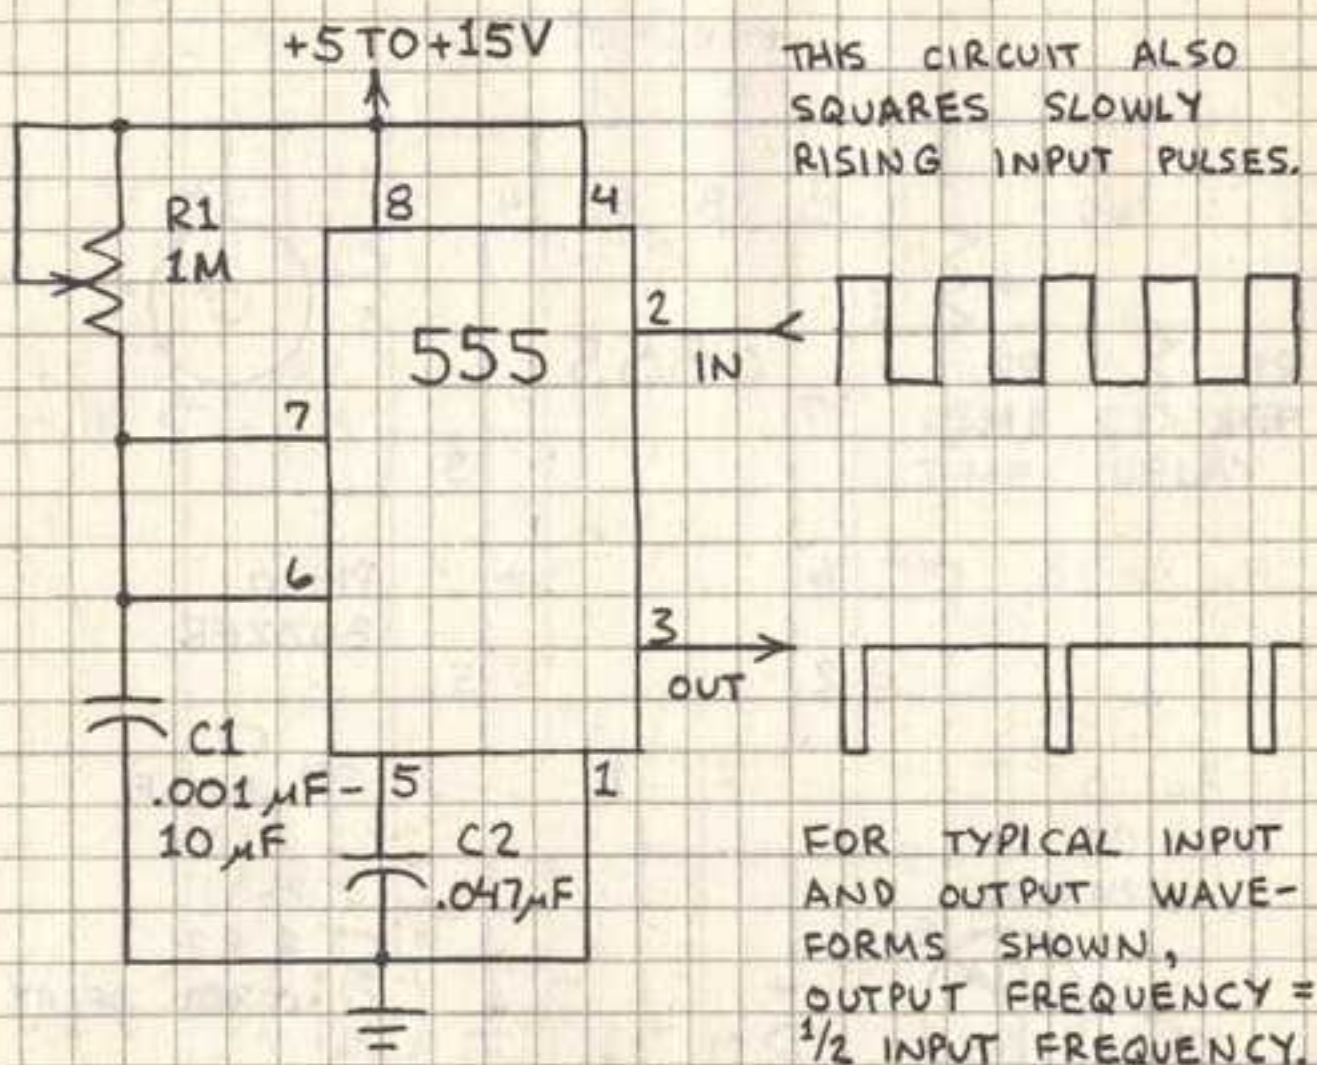 +5 TO +15V
THIS CIRCUIT ALSO
SQUARES SLOWLY
RISING INPUT PULSES.
R1
1M
8
4
555
2
IN
7
6
3
OUT
C1
.001 µF-
10 µF
5
1
C2
.047µF
FOR TYPICAL INPUT
AND OUTPUT WAVE-
FORMS SHOWN,
OUTPUT FREQUENCY =
1/2 INPUT FREQUENCY.